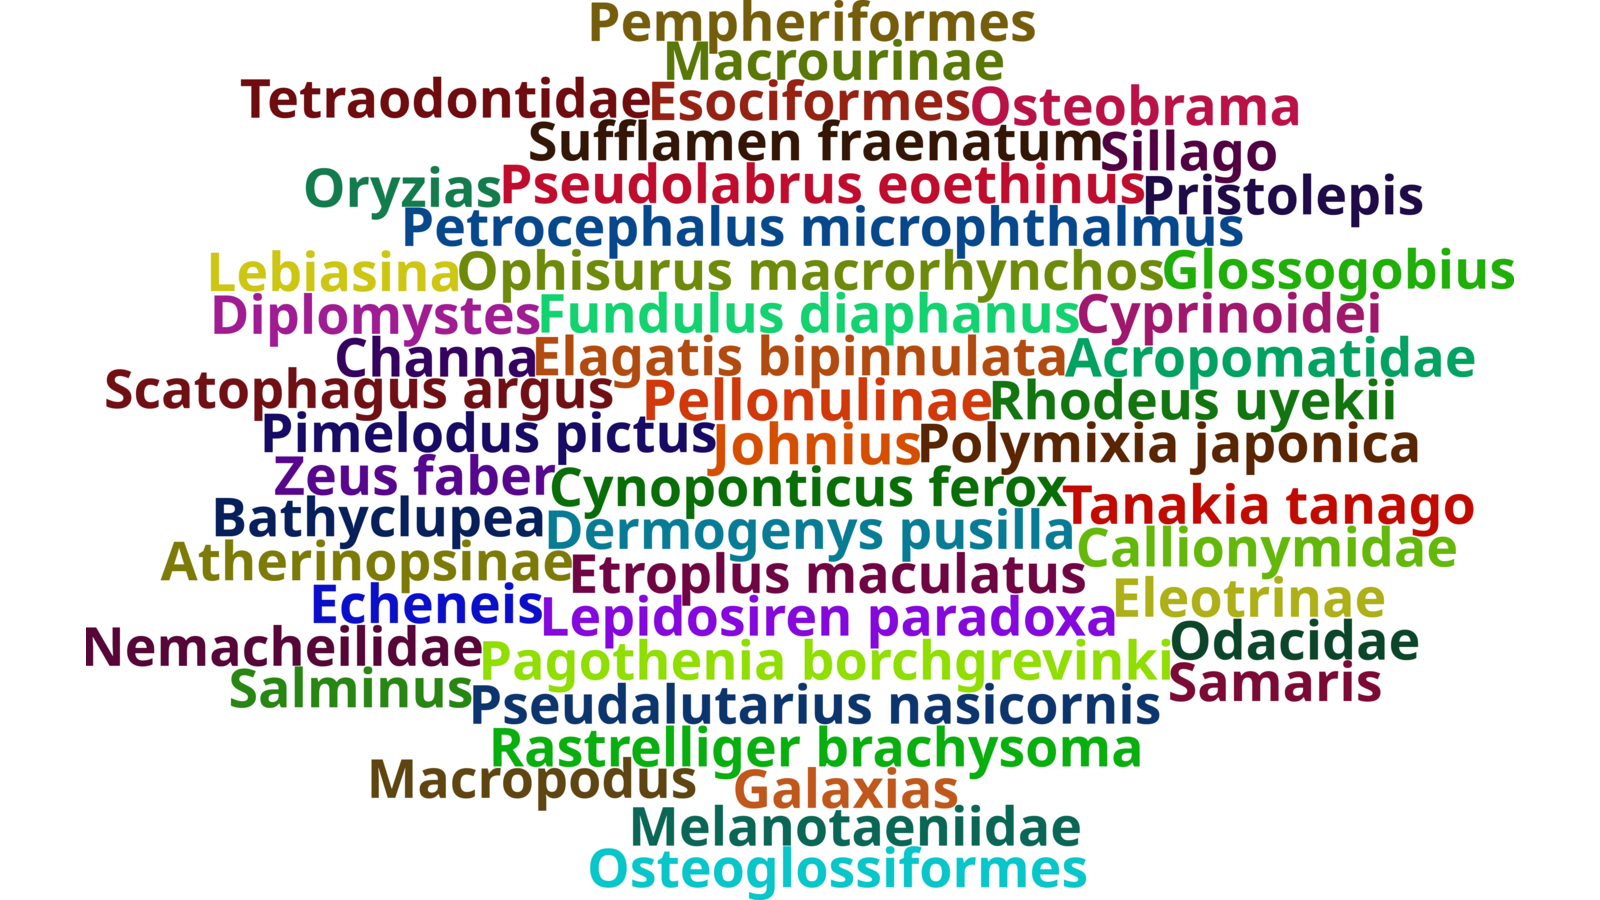 Pempheriformes
Macrourinae
Tetraodontidae Esociformes Osteobrama
Sufflamen fraenatum Sillago
Oryzias Pseudolabrus eoethinus Pristolepis
Petrocephalus microphthalmus
Lebiasina Ophisurus macrorhynchos Glossogobius
Diplomystes Fundulus diaphanus Cyprinoidei
Channa Elagatis bipinnulata Acropomatidae
Scatophagus argus Pellonulinae Rhodeus uyekii
Pimelodus pictus Johnius Polymixia japonica
Zeus faber Cynoponticus ferox Tanakia tanago
Bathyclupea Dermogenys pusilla Callionymidae
Atherinopsinae Etroplus maculatus Eleotrinae
Echeneis Lepidosiren paradoxa Odacidae
Nemacheilidae Pagothenia borchgrevinki Samaris
Salminus Pseudalutarius nasicornis
Rastrelliger brachysoma
Macropodus Galaxias
Melanotaeniidae
Osteoglossiformes